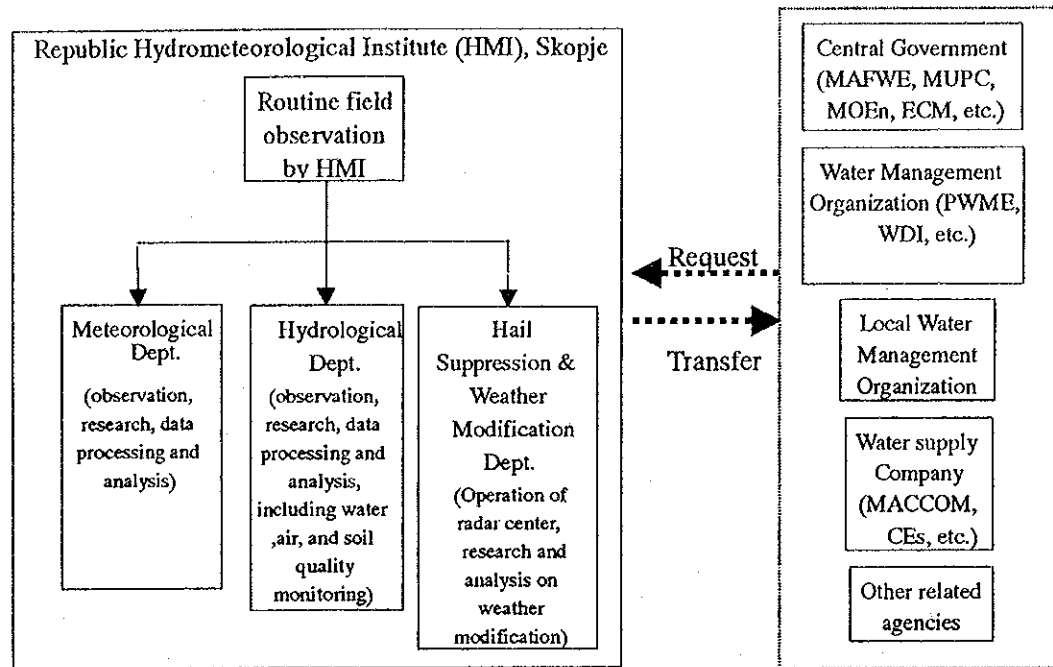 Republic Hydrometeorological Institute (HMI), Skopje
Routine field
observation
by HMI
Meteorological
Dept.
(observation,
research, data
processing and
analysis)
Hydrological
Dept.
(observation,
research, data
processing and
analysis,
including water
,air, and soil
quality
monitoring)
Hail
Suppression &
Weather
Modification
Dept.
(Operation of
radar center,
research and
analysis on
weather
modification)
Request
Transfer
Central Government
(MAFWE, MUPC,
MOEn, ECM, etc.)
Water Management
Organization (PWME,
WDI, etc.)
Local Water
Management
Organization
Water supply
Company
(MACCOM,
CEs, etc.)
Other related
agencies